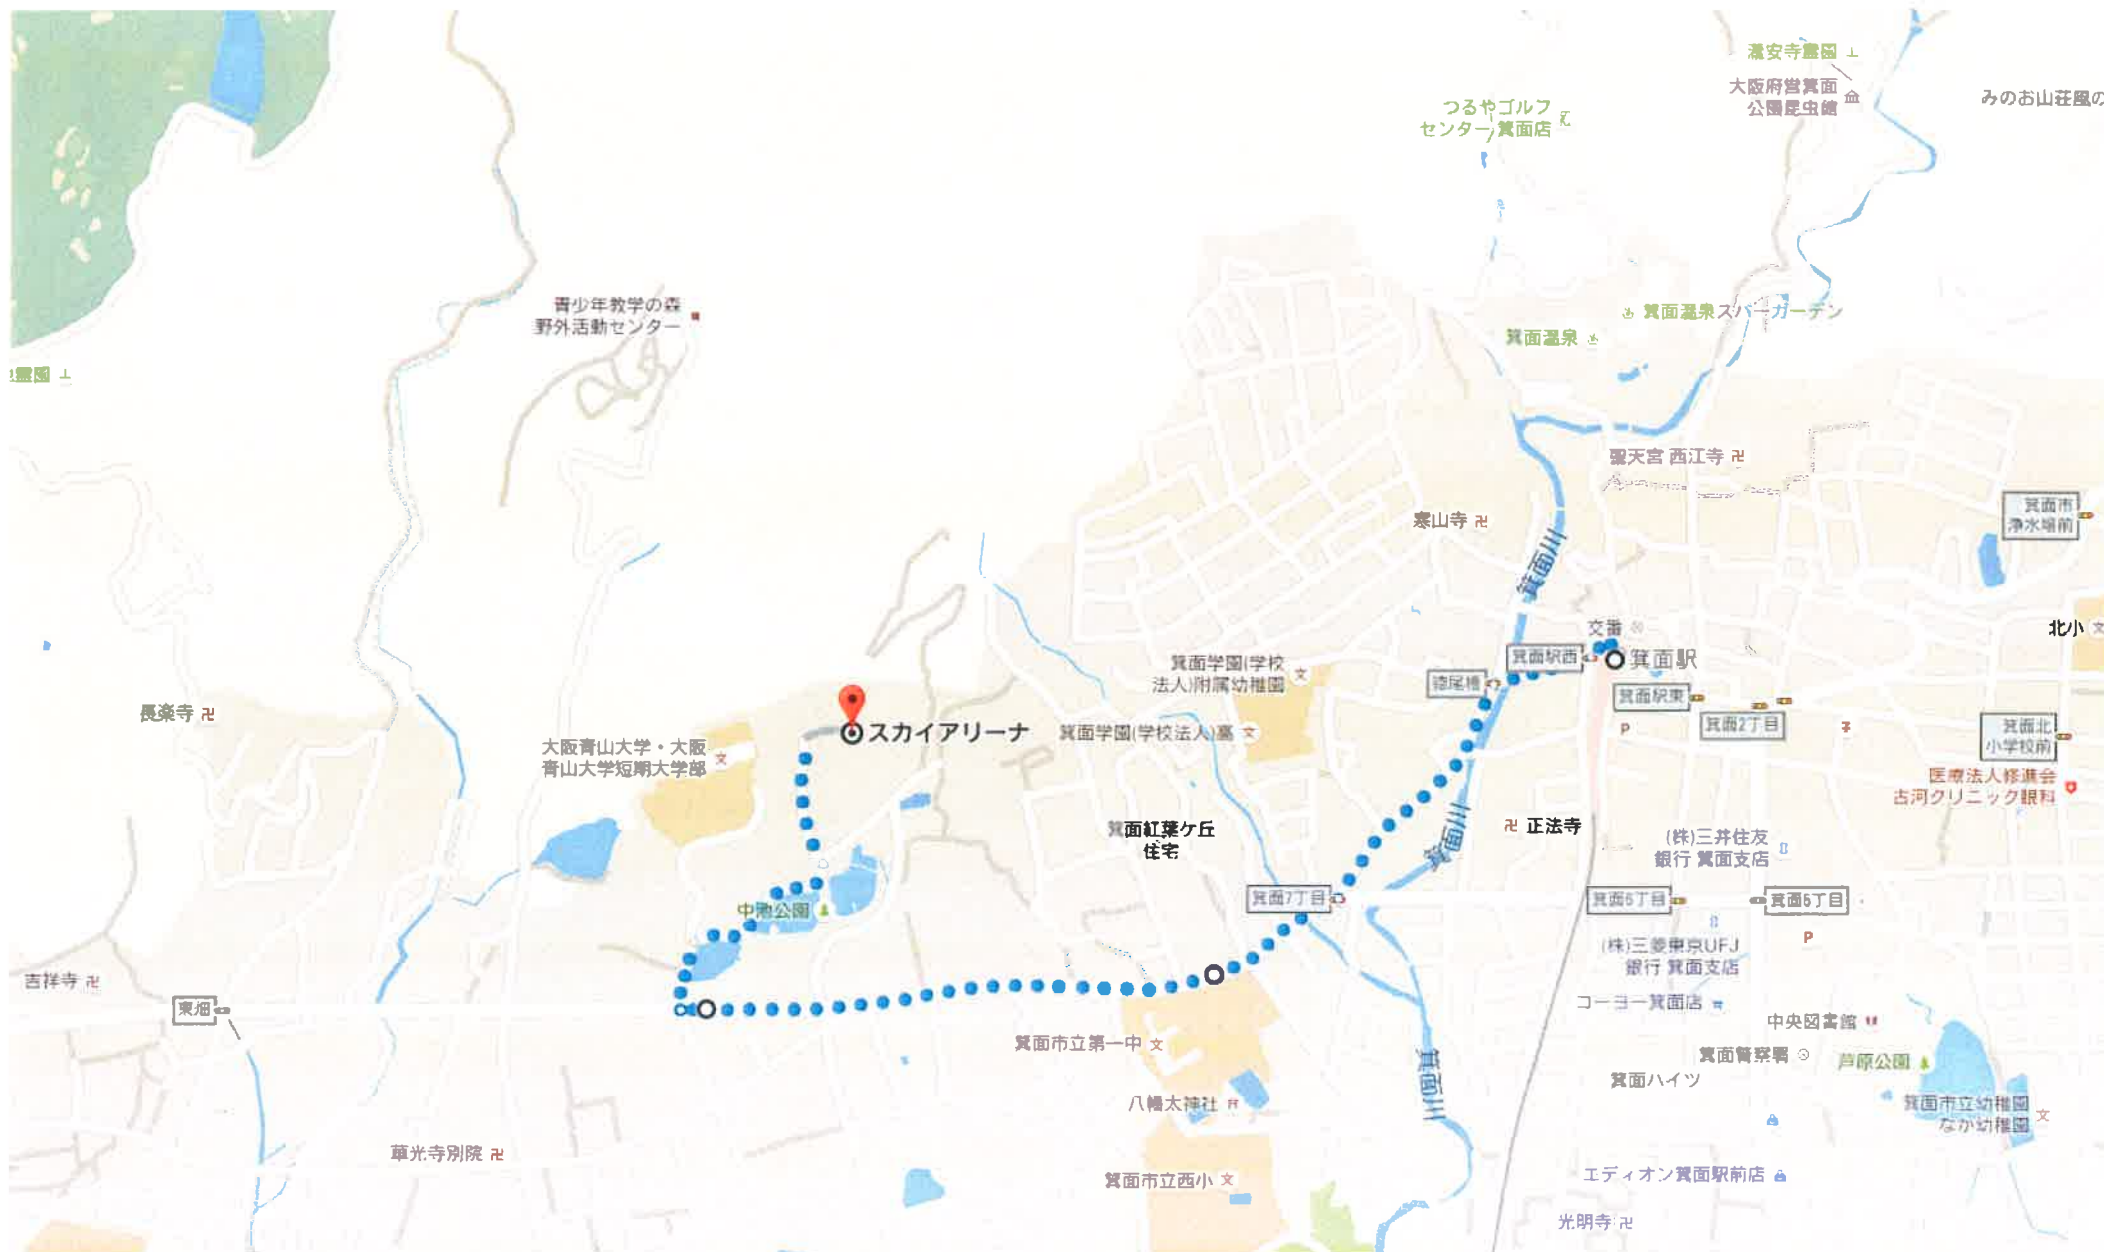 瀧安寺霊園
大阪府営箕面
公園昆虫館
みのお山荘風の
つるやゴルフ
センター箕面店
青少年教学の森
野外活動センター
箕面温泉スパーガーデン
箕面温泉
霊園
聖天宮 西江寺
箕面市
浄水場前
寒山寺
箕面川
交番
北小
箕面駅西
箕面駅
箕面学園(学校
法人)附属幼稚園
箕面駅東
長楽寺
スカイアリーナ
箕面学園(学校法人)高
箕面2丁目
箕面北
小学校前
大阪青山大学・大阪
青山大学短期大学部
医療法人修進会
古河クリニック眼科
P
箕面紅葉ケ丘
住宅
箕面川
正法寺
(株)三井住友
銀行 箕面支店
中池公園
箕面7丁目
箕面6丁目
箕面6丁目
P
(株)三菱東京UFJ
銀行 箕面支店
吉祥寺
東畑
コーヨー箕面店
中央図書館
箕面市立第一中
箕面警察署
芦原公園
箕面ハイツ
箕面川
八幡太神社
箕面市立幼稚園
なか幼稚園
草光寺別院
箕面市立西小
エディオン箕面駅前店
光明寺